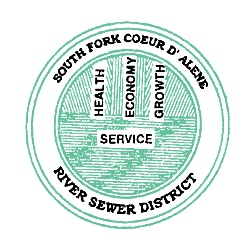 SOUTH FORK COEUR D' ALENE
HEALTH
ECONOMY
GROWTH
SERVICE
RIVER SEWER DISTRICT